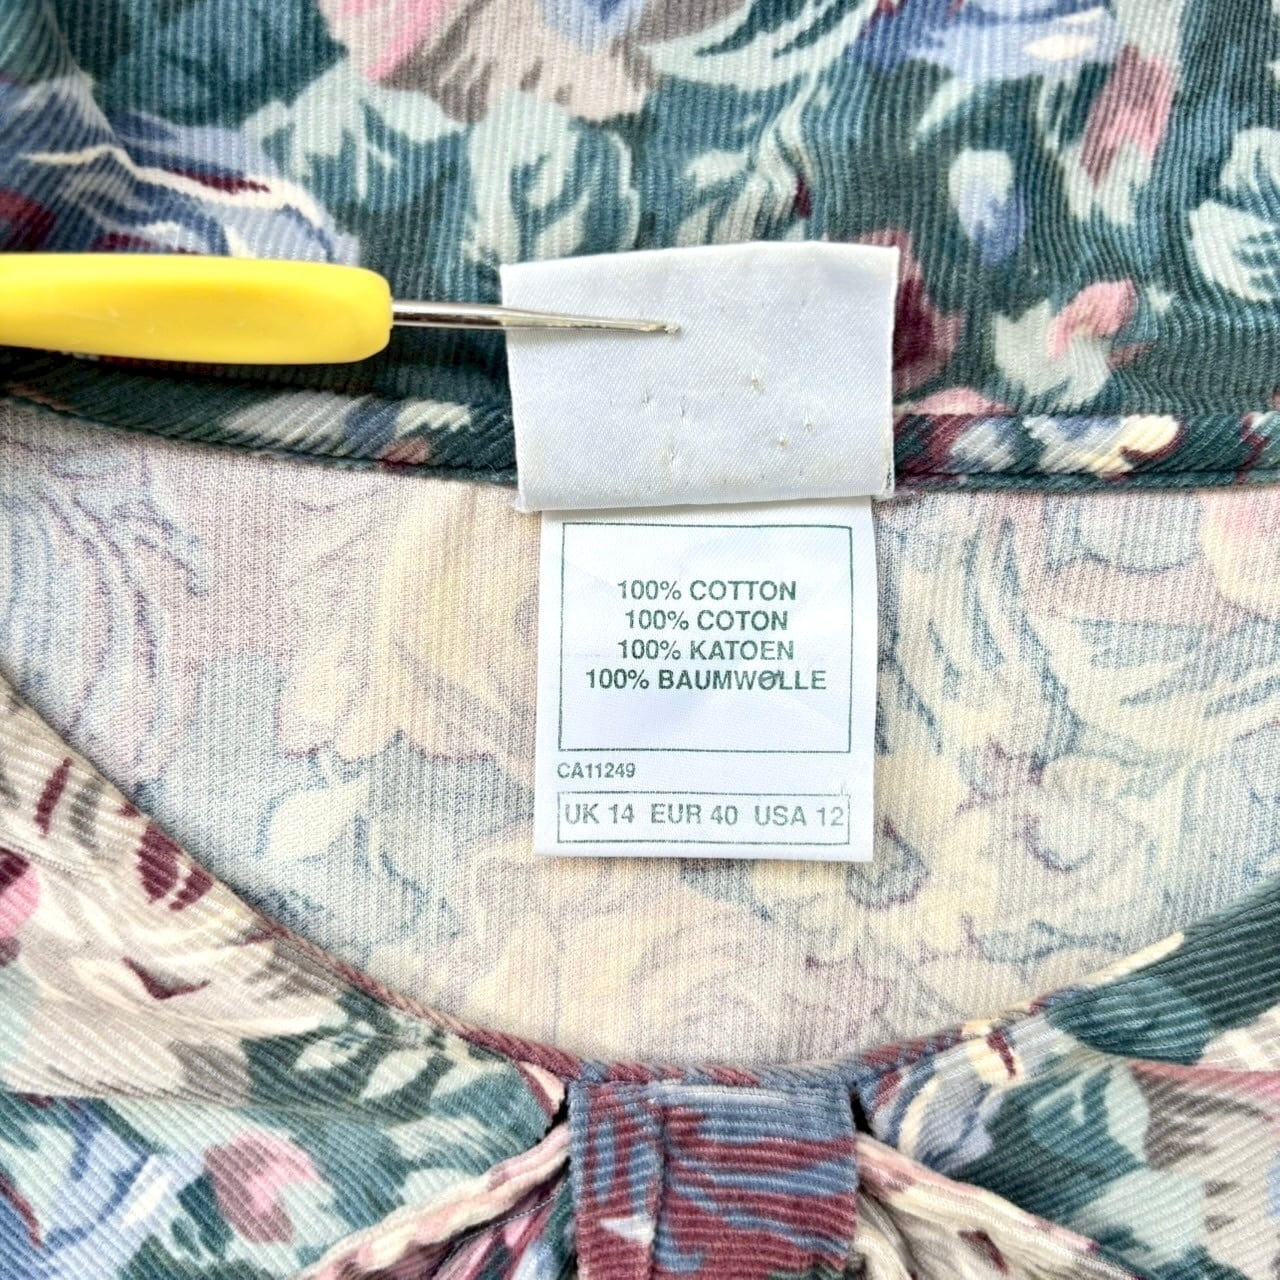 100% COTTON
100% COTON
100% KATOEN
100% BAUMWOLLE
CA11249
UK 14 EUR 40 USA 12